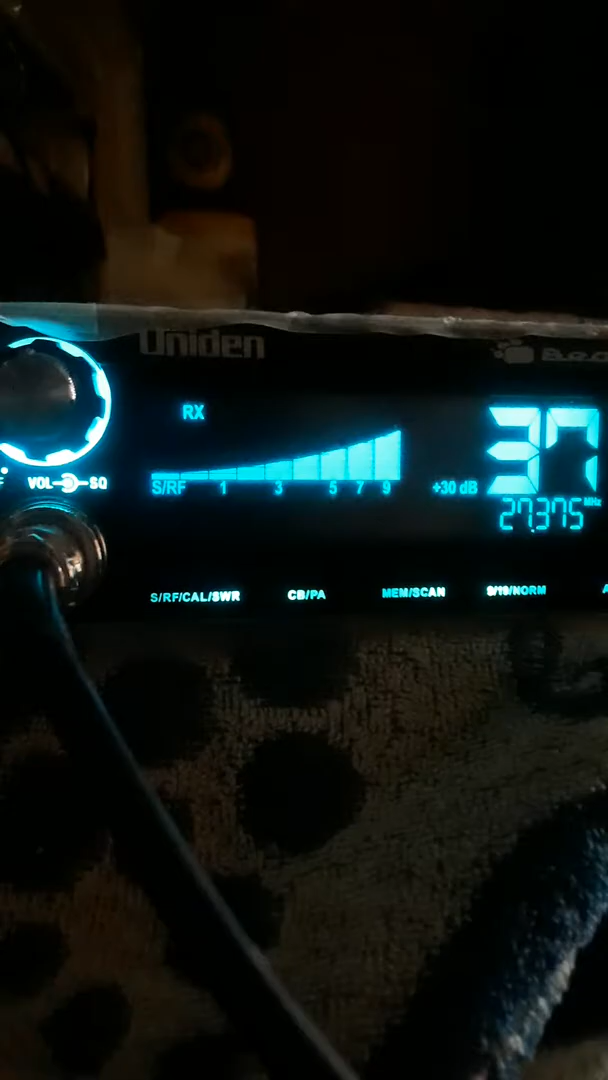 Uniden
RX
37
S/RF 1 3 5 7 9 +30 dB
27.375 MHz
VOL SQ
S/RF/CAL/SWR CB/PA MEM/SCAN 9/19/NORM